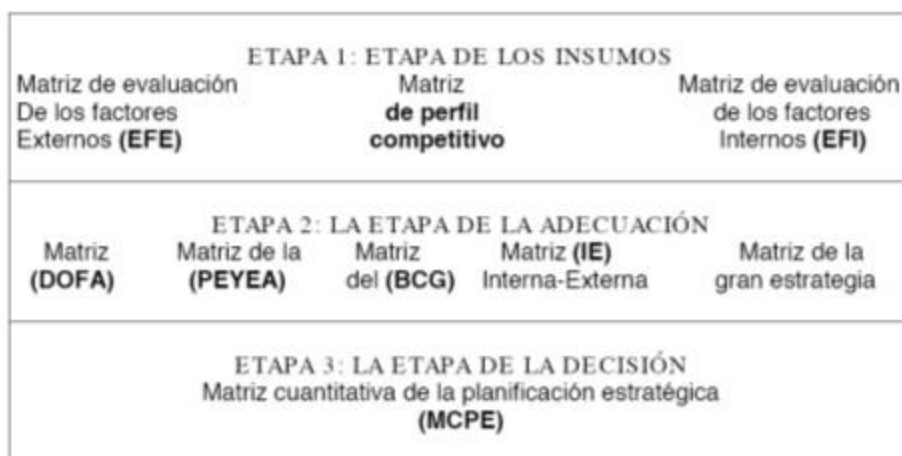 ETAPA 1: ETAPA DE LOS INSUMOS
Matriz de evaluación
De los factores
Externos (EFE)
Matriz
de perfil
competitivo
Matriz de evaluación
de los factores
Internos (EFI)
ETAPA 2: LA ETAPA DE LA ADECUACIÓN
Matriz
(DOFA)
Matriz de la
(PEYEA)
Matriz
del (BCG)
Matriz (IE)
Interna-Externa
Matriz de la
gran estrategia
ETAPA 3: LA ETAPA DE LA DECISIÓN
Matriz cuantitativa de la planificación estratégica
(MCPE)